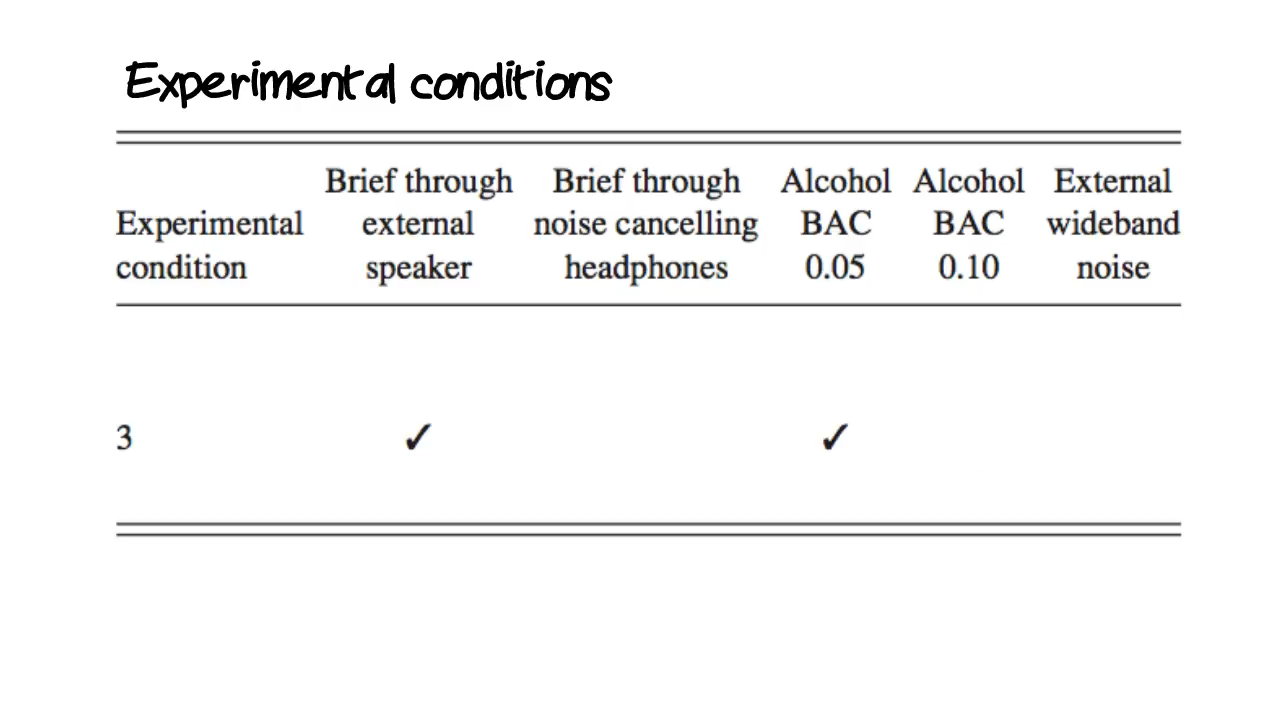 Experimental conditions
Brief through Brief through Alcohol Alcohol External
Experimental external noise cancelling BAC BAC wideband
condition speaker headphones 0.05 0.10 noise
3 ✓ ✓